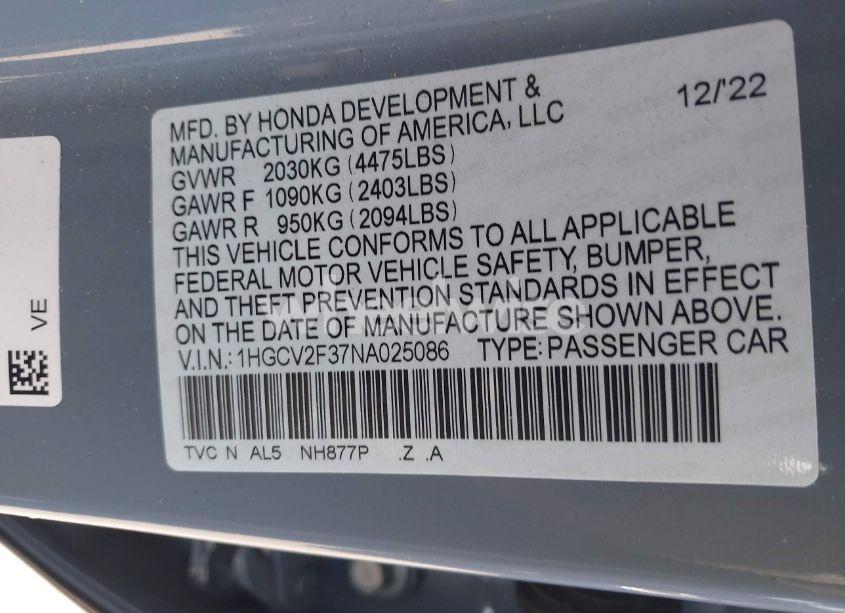 MFD. BY HONDA DEVELOPMENT & 12/'22
MANUFACTURING OF AMERICA, LLC
GVWR 2030KG (4475LBS)
GAWR F 1090KG (2403LBS)
GAWR R 950KG (2094LBS)
THIS VEHICLE CONFORMS TO ALL APPLICABLE
FEDERAL MOTOR VEHICLE SAFETY, BUMPER,
AND THEFT PREVENTION STANDARDS IN EFFECT
ON THE DATE OF MANUFACTURE SHOWN ABOVE.
V.I.N.: 1HGCV2F37NA025086 TYPE: PASSENGER CAR
TVC N AL5 NH877P .Z .A
VE